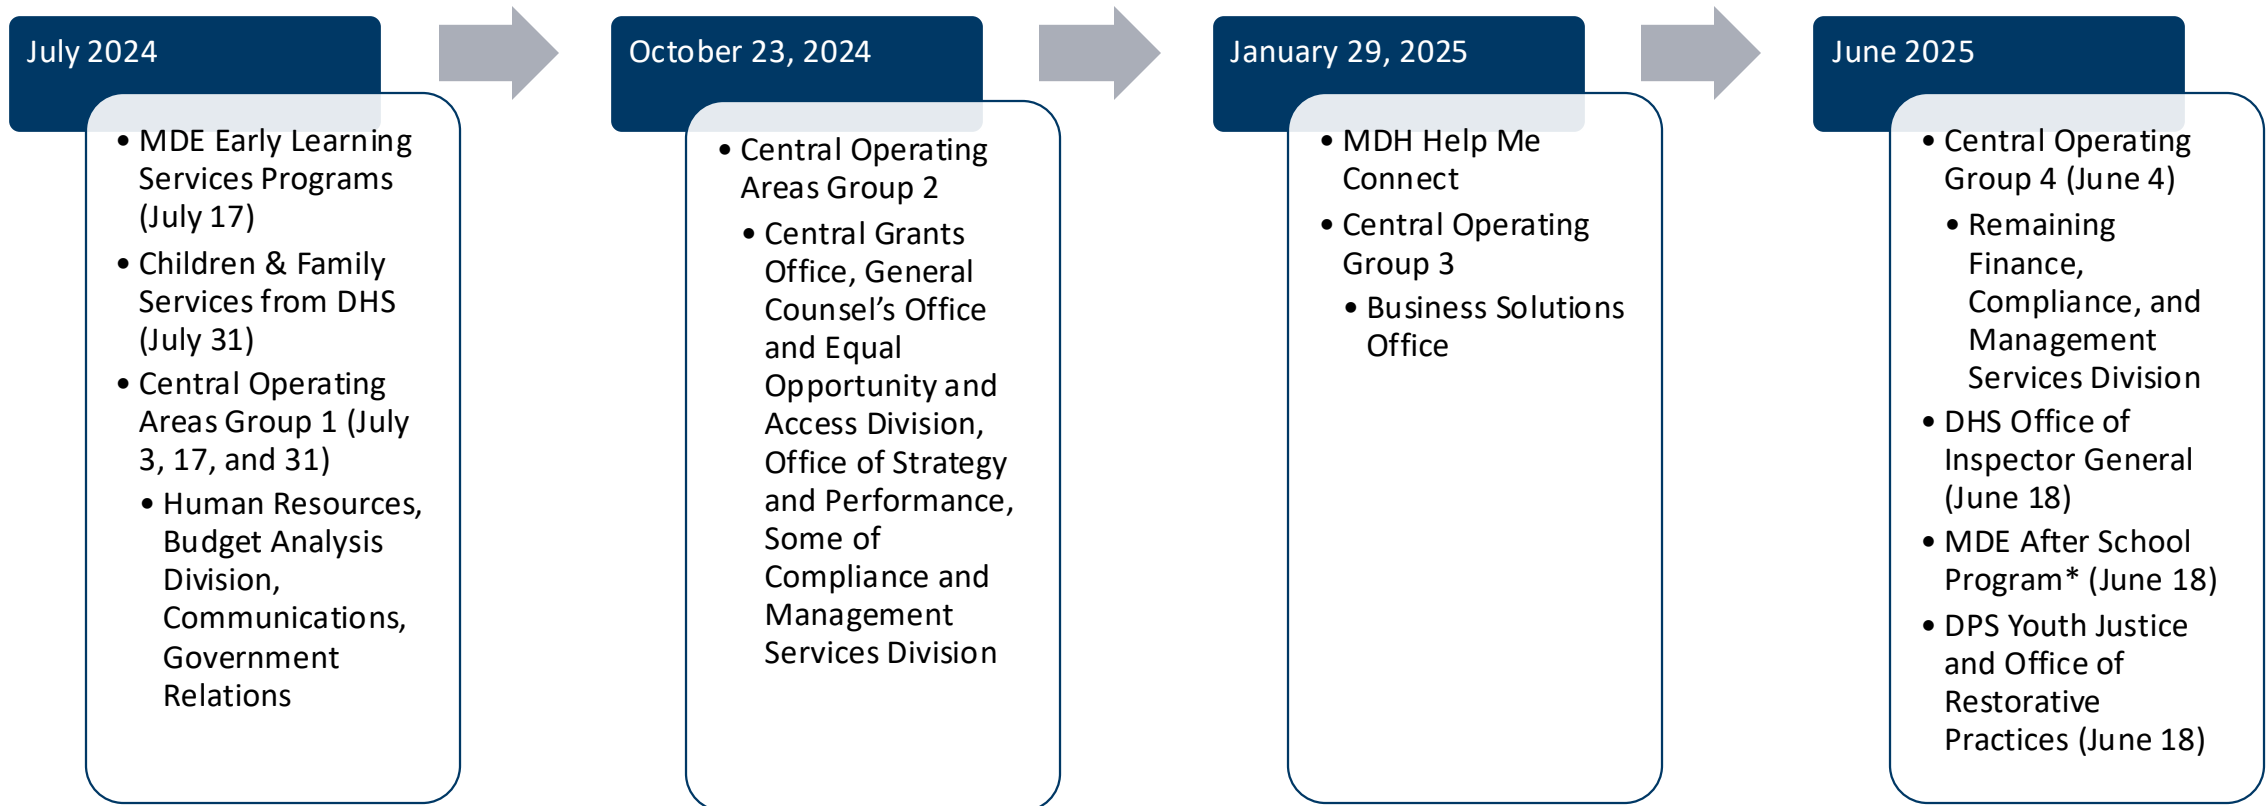 July 2024
• MDE Early Learning
Services Programs
(July 17)
• Children & Family
Services from DHS
(July 31)
• Central Operating
Areas Group 1 (July
3, 17, and 31)
• Human Resources,
Budget Analysis
Division,
Communications,
Government
Relations
October 23, 2024
• Central Operating
Areas Group 2
• Central Grants
Office, General
Counsel’s Office
and Equal
Opportunity and
Access Division,
Office of Strategy
and Performance,
Some of
Compliance and
Management
Services Division
January 29, 2025
• MDH Help Me
Connect
• Central Operating
Group 3
• Business Solutions
Office
June 2025
• Central Operating
Group 4 (June 4)
• Remaining
Finance,
Compliance, and
Management
Services Division
• DHS Office of
Inspector General
(June 18)
• MDE After School
Program* (June 18)
• DPS Youth Justice
and Office of
Restorative
Practices (June 18)